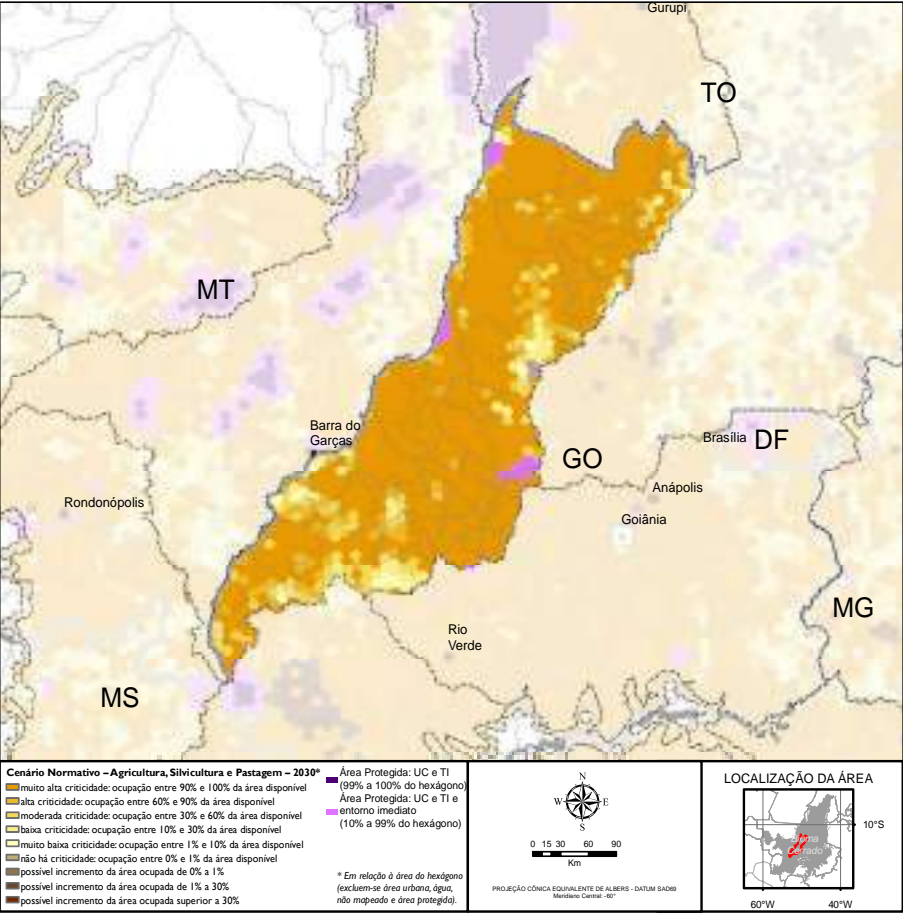 Gurupi
TO
MT
Barra do
Garças
Brasília
DF
GO
Rondonópolis
Anápolis
Goiânia
MG
Rio
Verde
MS
Cenário Normativo – Agricultura, Silvicultura e Pastagem – 2030*
muito alta criticidade: ocupação entre 90% e 100% da área disponível
alta criticidade: ocupação entre 60% e 90% da área disponível
moderada criticidade: ocupação entre 30% e 60% da área disponível
baixa criticidade: ocupação entre 10% e 30% da área disponível
muito baixa criticidade: ocupação entre 1% e 10% da área disponível
não há criticidade: ocupação entre 0% e 1% da área disponível
possível incremento da área ocupada de 0% a 1%
possível incremento da área ocupada de 1% a 30%
possível incremento da área ocupada superior a 30%
Área Protegida: UC e TI
(99% a 100% do hexágono)
Área Protegida: UC e TI e
entorno imediato
(10% a 99% do hexágono)
* Em relação à área do hexágono
(excluem-se área urbana, água,
não mapeado e área protegida).
N
W E
S
0 15 30 60 90
Km
PROJEÇÃO CÔNICA EQUIVALENTE DE ALBERS - DATUM SAD69
Meridiano Central: -60°
LOCALIZAÇÃO DA ÁREA
Bioma
Cerrado
10°S
60°W 40°W